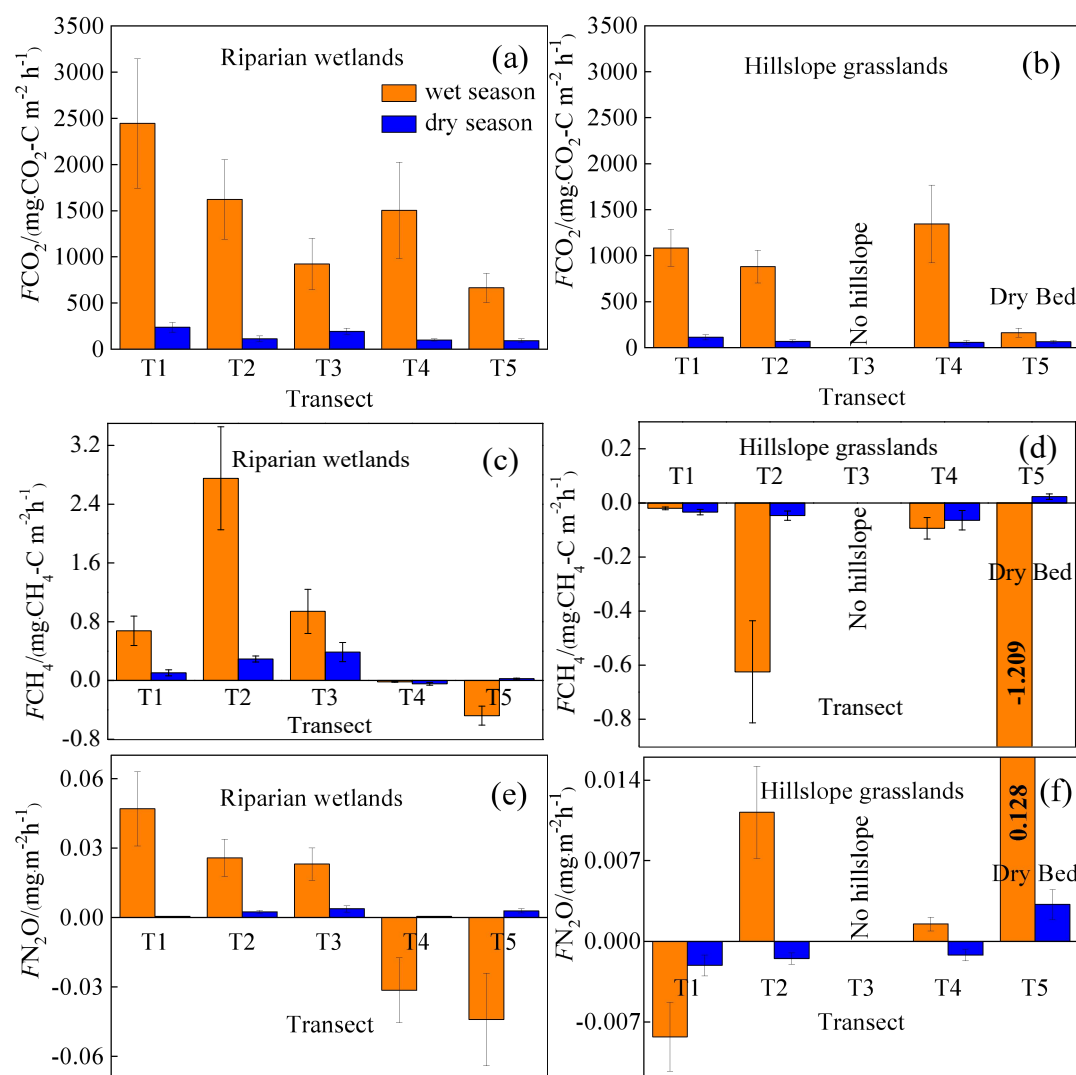 FCO₂/(mg.CO₂-C m⁻² h⁻¹)
3500
3000
2500
2000
1500
1000
500
0
Riparian wetlands
(a)
wet season
dry season
T1 T2 T3 T4 T5
Transect
FCO₂/(mg.CO₂-C m⁻² h⁻¹)
3500
3000
2500
2000
1500
1000
500
0
Hillslope grasslands
(b)
No hillslope
Dry Bed
T1 T2 T3 T4 T5
Transect
FCH₄/(mg.CH₄-C m⁻²h⁻¹)
3.2
2.4
1.6
0.8
0.0
-0.8
Riparian wetlands
(c)
T1 T2 T3 T4 T5
Transect
FCH₄/(mg.CH₄-C m⁻²h⁻¹)
0.2
0.0
-0.2
-0.4
-0.6
-0.8
Hillslope grasslands
(d)
T1 T2 T3 T4 T5
No hillslope
Dry Bed
-1.209
Transect
FN₂O/(mg.m⁻²h⁻¹)
0.06
0.03
0.00
-0.03
-0.06
Riparian wetlands
(e)
T1 T2 T3 T4 T5
Transect
FN₂O/(mg.m⁻²h⁻¹)
0.014
0.007
0.000
-0.007
Hillslope grasslands
(f)
No hillslope
0.128
Dry Bed
T1 T2 T3 T4 T5
Transect